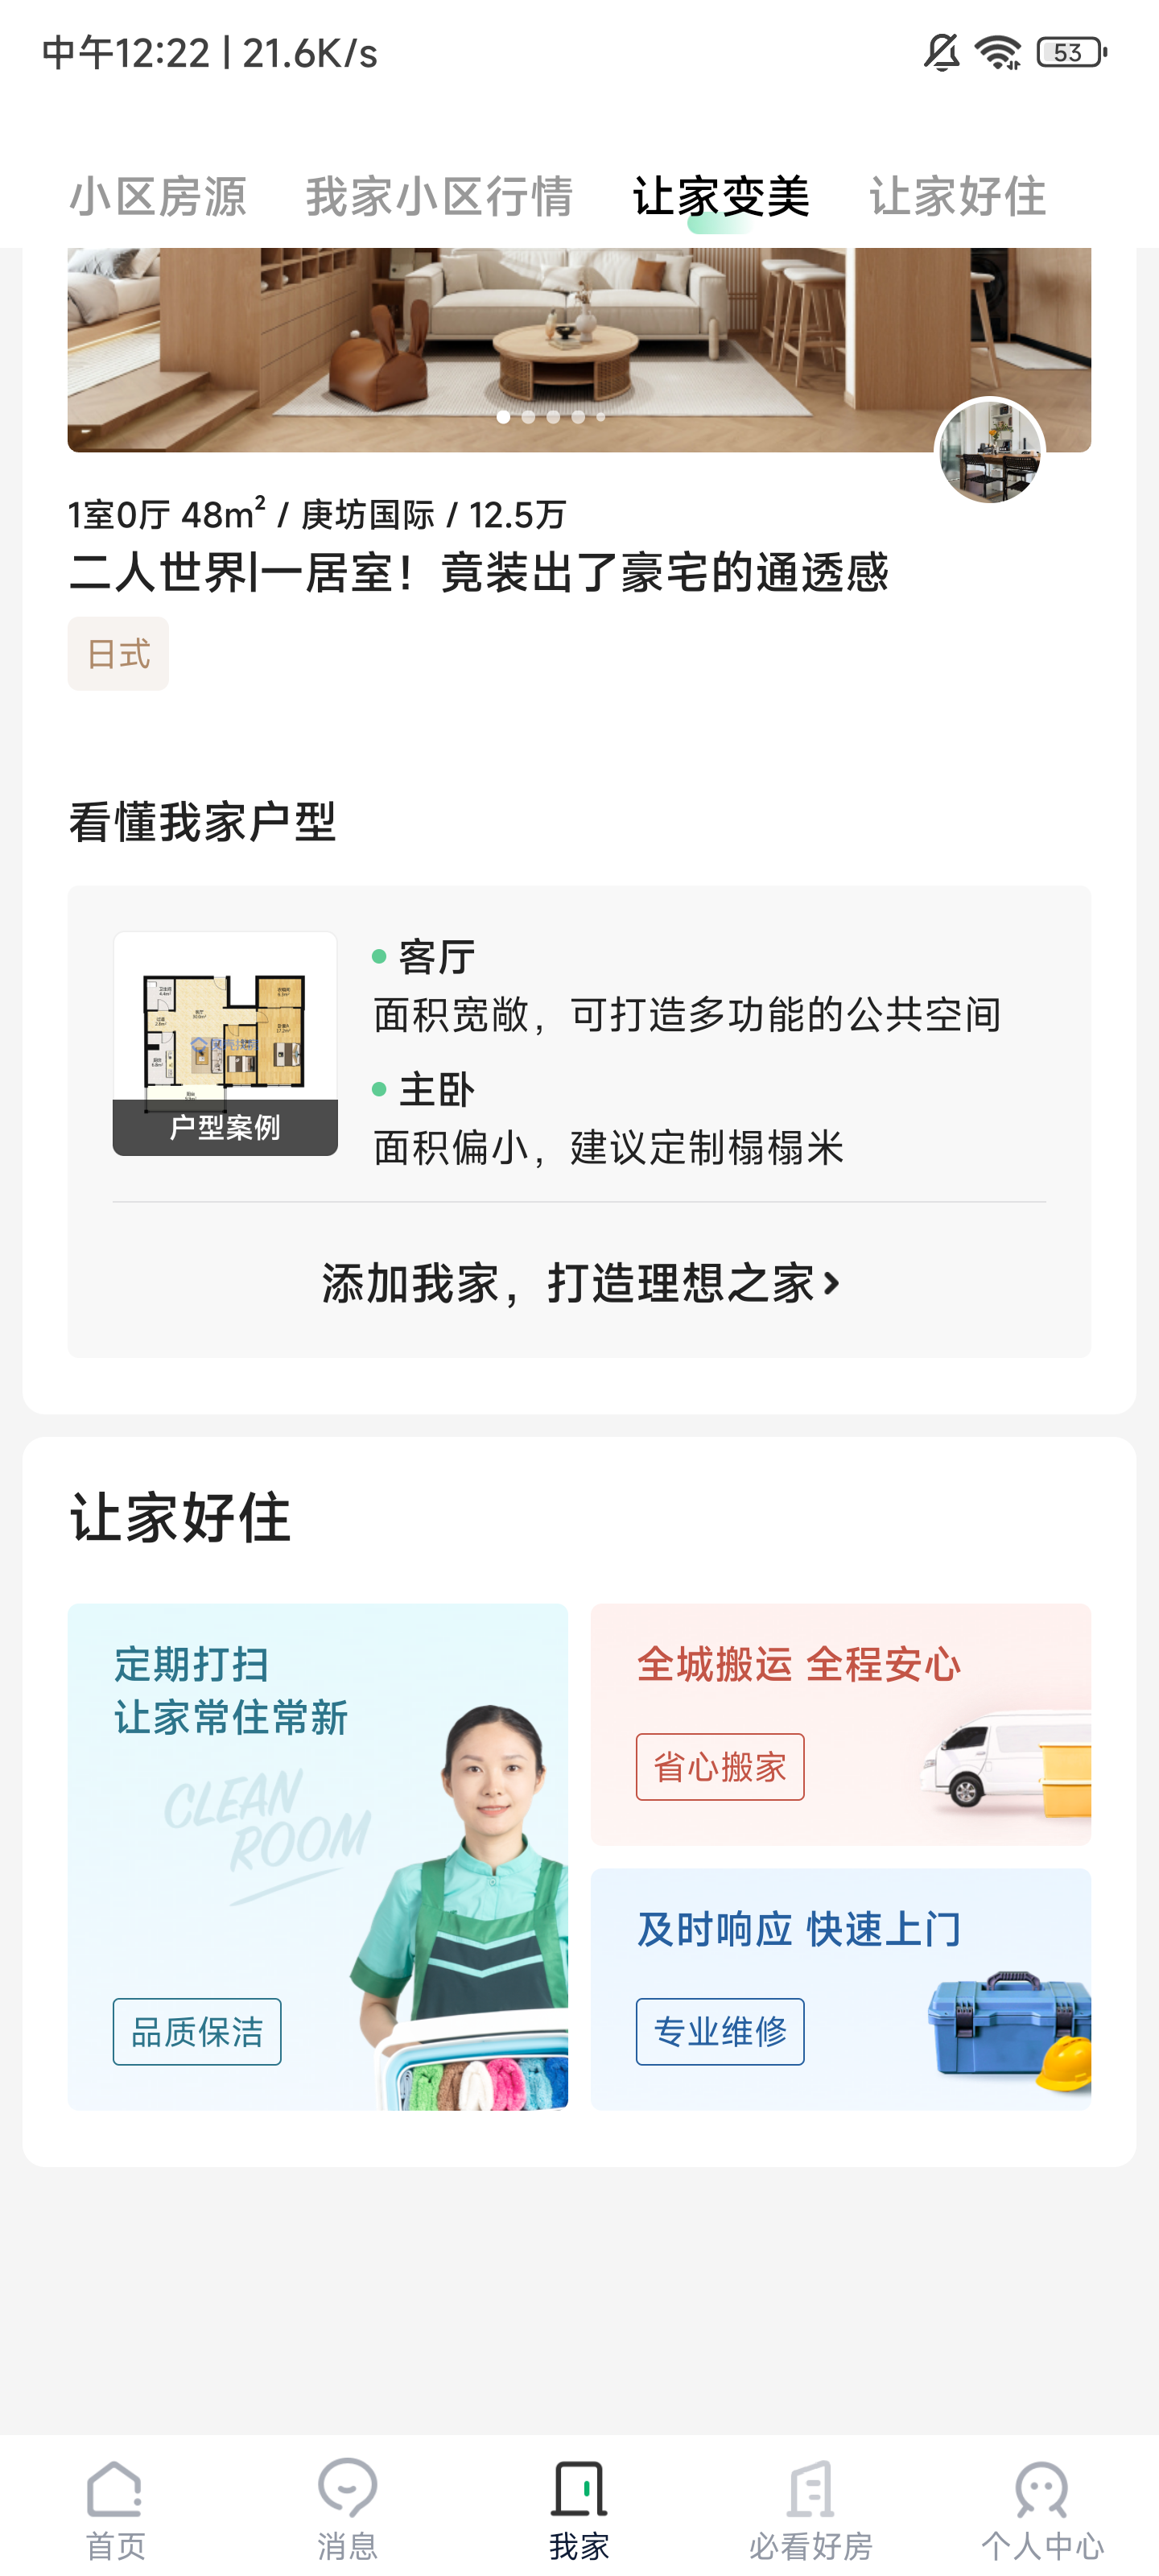 中午12:22 | 21.6K/s
53
小区房源 我家小区行情 让家变美 让家好住
1室0厅 48m² / 庚坊国际 / 12.5万
二人世界|一居室！竟装出了豪宅的通透感
日式
看懂我家户型
户型案例
客厅
面积宽敞，可打造多功能的公共空间
主卧
面积偏小，建议定制榻榻米
添加我家，打造理想之家
让家好住
定期打扫
让家常住常新
CLEAN
ROOM
品质保洁
全城搬运 全程安心
省心搬家
及时响应 快速上门
专业维修
首页 消息 我家 必看好房 个人中心